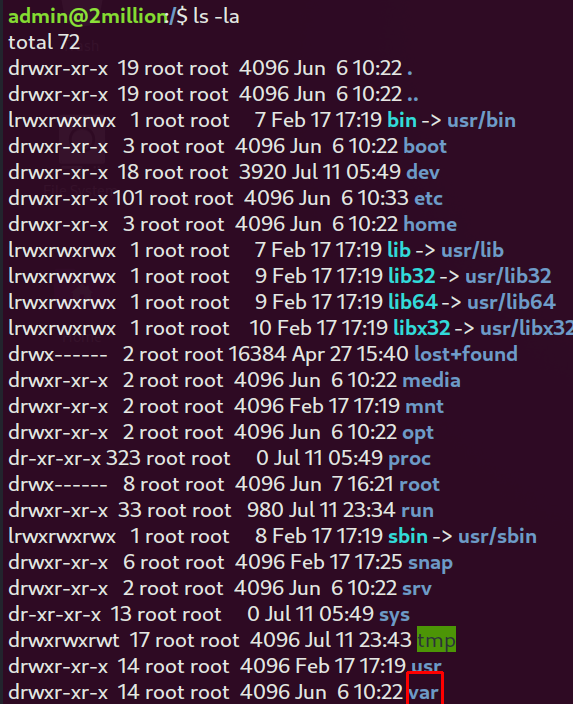 admin@2million:/$ ls -la
total 72
drwxr-xr-x 19 root root 4096 Jun 6 10:22 .
drwxr-xr-x 19 root root 4096 Jun 6 10:22 ..
lrwxrwxrwx 1 root root 7 Feb 17 17:19 bin -> usr/bin
drwxr-xr-x 3 root root 4096 Jun 6 10:22 boot
drwxr-xr-x 18 root root 3920 Jul 11 05:49 dev
drwxr-xr-x 101 root root 4096 Jun 6 10:33 etc
drwxr-xr-x 3 root root 4096 Jun 6 10:22 home
lrwxrwxrwx 1 root root 7 Feb 17 17:19 lib -> usr/lib
lrwxrwxrwx 1 root root 9 Feb 17 17:19 lib32 -> usr/lib32
lrwxrwxrwx 1 root root 9 Feb 17 17:19 lib64 -> usr/lib64
lrwxrwxrwx 1 root root 10 Feb 17 17:19 libx32 -> usr/libx32
drwx------ 2 root root 16384 Apr 27 15:40 lost+found
drwxr-xr-x 2 root root 4096 Jun 6 10:22 media
drwxr-xr-x 2 root root 4096 Feb 17 17:19 mnt
drwxr-xr-x 2 root root 4096 Jun 6 10:22 opt
dr-xr-xr-x 323 root root 0 Jul 11 05:49 proc
drwx------ 8 root root 4096 Jun 7 16:21 root
drwxr-xr-x 33 root root 980 Jul 11 23:34 run
lrwxrwxrwx 1 root root 8 Feb 17 17:19 sbin -> usr/sbin
drwxr-xr-x 6 root root 4096 Feb 17 17:25 snap
drwxr-xr-x 2 root root 4096 Jun 6 10:22 srv
dr-xr-xr-x 13 root root 0 Jul 11 05:49 sys
drwxrwxrwt 17 root root 4096 Jul 11 23:43 tmp
drwxr-xr-x 14 root root 4096 Feb 17 17:19 usr
drwxr-xr-x 14 root root 4096 Jun 6 10:22 var